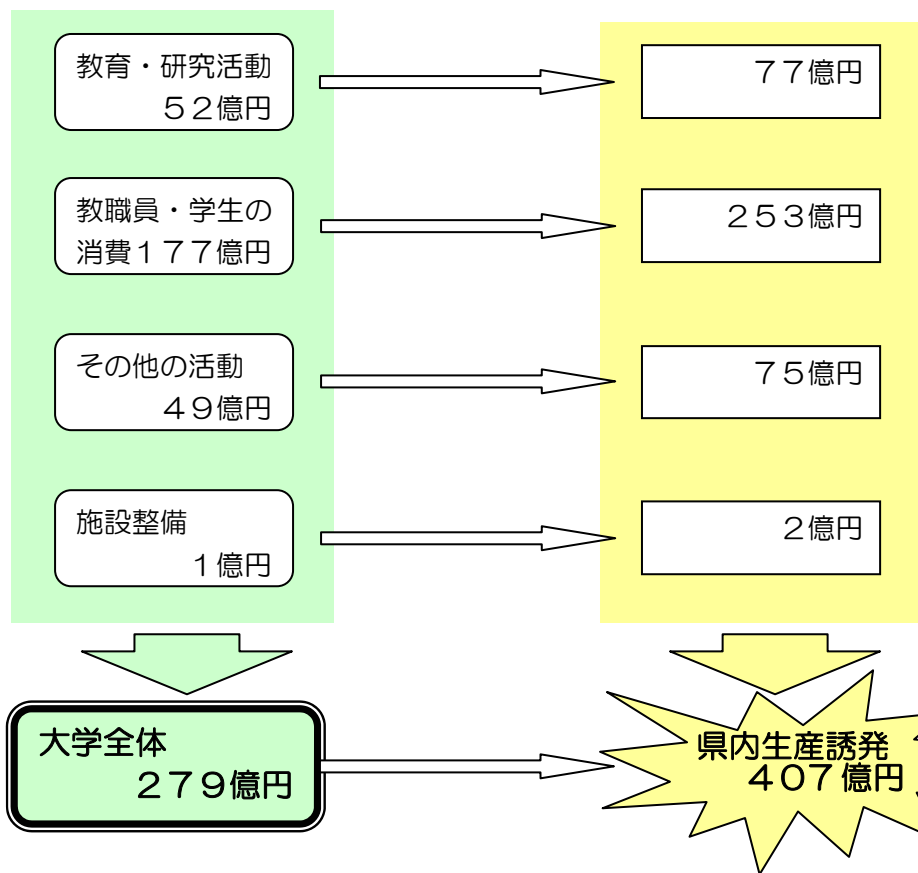 教育・研究活動
５２億円
７７億円
教職員・学生の
消費１７７億円
２５３億円
その他の活動
４９億円
７５億円
施設整備
１億円
２億円
大学全体
２７９億円
県内生産誘発
４０７億円